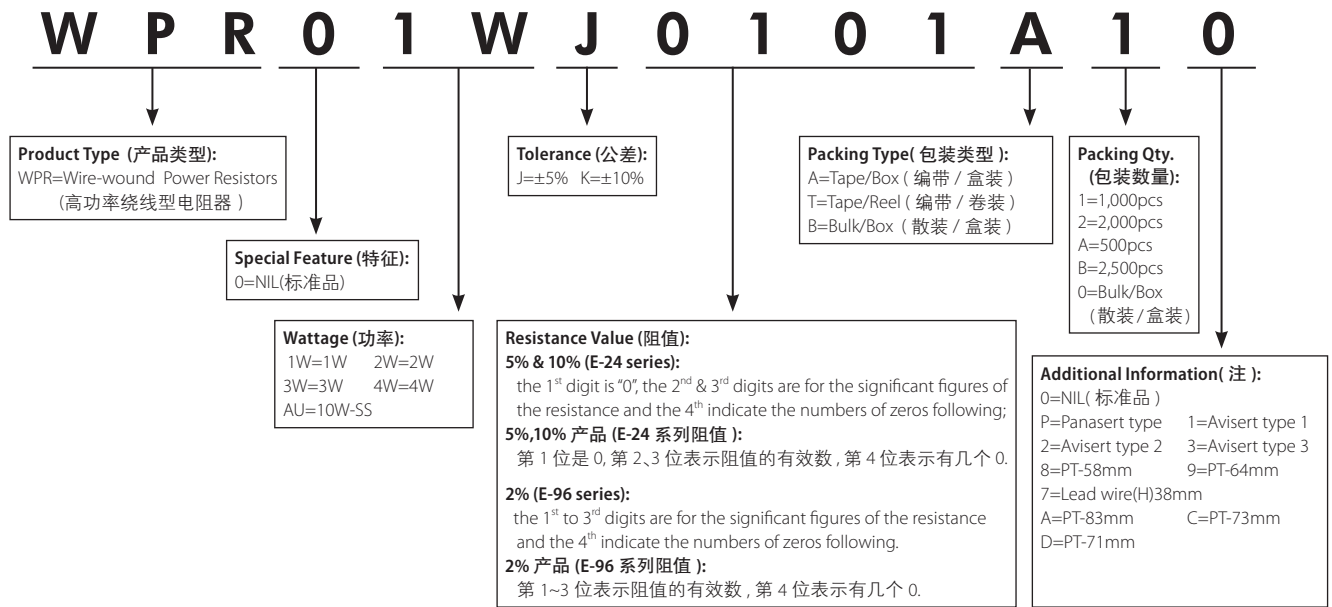 W P R 0 1 W J 0 1 0 1 A 1 0
Product Type (产品类型):
WPR=Wire-wound Power Resistors
(高功率绕线型电阻器)
Special Feature (特征):
0=NIL(标准品)
Wattage (功率):
1W=1W 2W=2W
3W=3W 4W=4W
AU=10W-SS
Tolerance (公差):
J=±5% K=±10%
Resistance Value (阻值):
5% & 10% (E-24 series):
the 1st digit is “0”, the 2nd & 3rd digits are for the significant figures of
the resistance and the 4th indicate the numbers of zeros following;
5%,10% 产品 (E-24 系列阻值):
第 1 位是 0, 第 2、3 位表示阻值的有效数, 第 4 位表示有几个 0.
2% (E-96 series):
the 1st to 3rd digits are for the significant figures of the resistance
and the 4th indicate the numbers of zeros following.
2% 产品 (E-96 系列阻值):
第 1~3 位表示阻值的有效数, 第 4 位表示有几个 0.
Packing Type( 包装类型 ):
A=Tape/Box ( 编带 / 盒装 )
T=Tape/Reel ( 编带 / 卷装 )
B=Bulk/Box ( 散装 / 盒装 )
Packing Qty.
(包装数量):
1=1,000pcs
2=2,000pcs
A=500pcs
B=2,500pcs
0=Bulk/Box
(散装 / 盒装)
Additional Information( 注 ):
0=NIL( 标准品 )
P=Panasert type 1=Avisert type 1
2=Avisert type 2 3=Avisert type 3
8=PT-58mm 9=PT-64mm
7=Lead wire(H)38mm
A=PT-83mm C=PT-73mm
D=PT-71mm